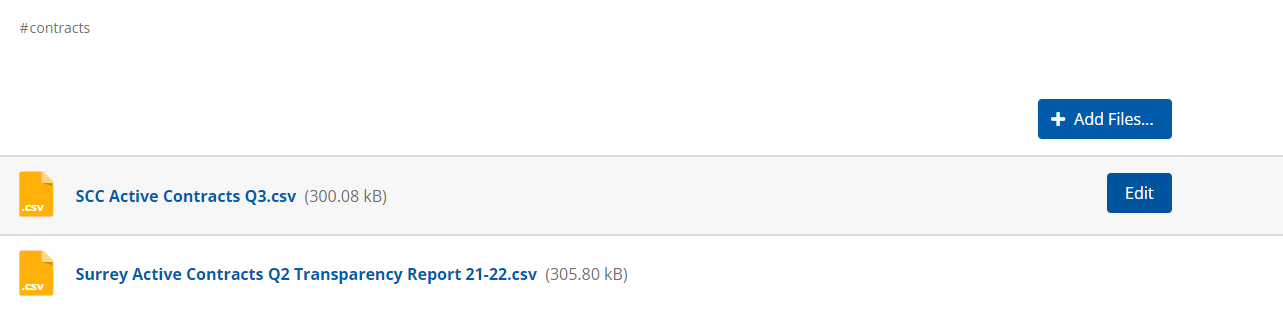 #contracts
Add Files...
.csv SCC Active Contracts Q3.csv (300.08 kB) Edit
.csv Surrey Active Contracts Q2 Transparency Report 21-22.csv (305.80 kB)